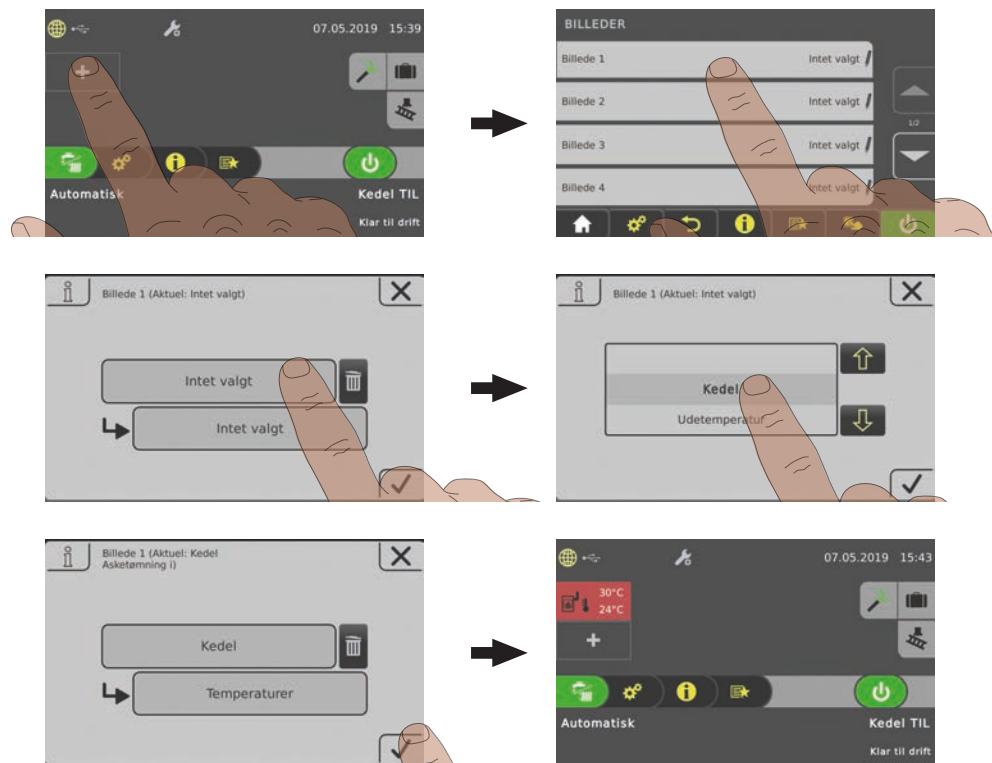 07.05.2019 15:39
+
Automatisk
Kedel TIL
Klar til drift
BILLEDER
Billede 1 Intet valgt
Billede 2 Intet valgt
1/2
Billede 3 Intet valgt
Billede 4 Intet valgt
i Billede 1 (Aktuel: Intet valgt)
Intet valgt
Intet valgt
i Billede 1 (Aktuel: Intet valgt)
Kedel
Udetemperatur
i Billede 1 (Aktuel: Kedel
Asketømning i)
Kedel
Temperaturer
07.05.2019 15:43
30°C
24°C
+
Automatisk
Kedel TIL
Klar til drift